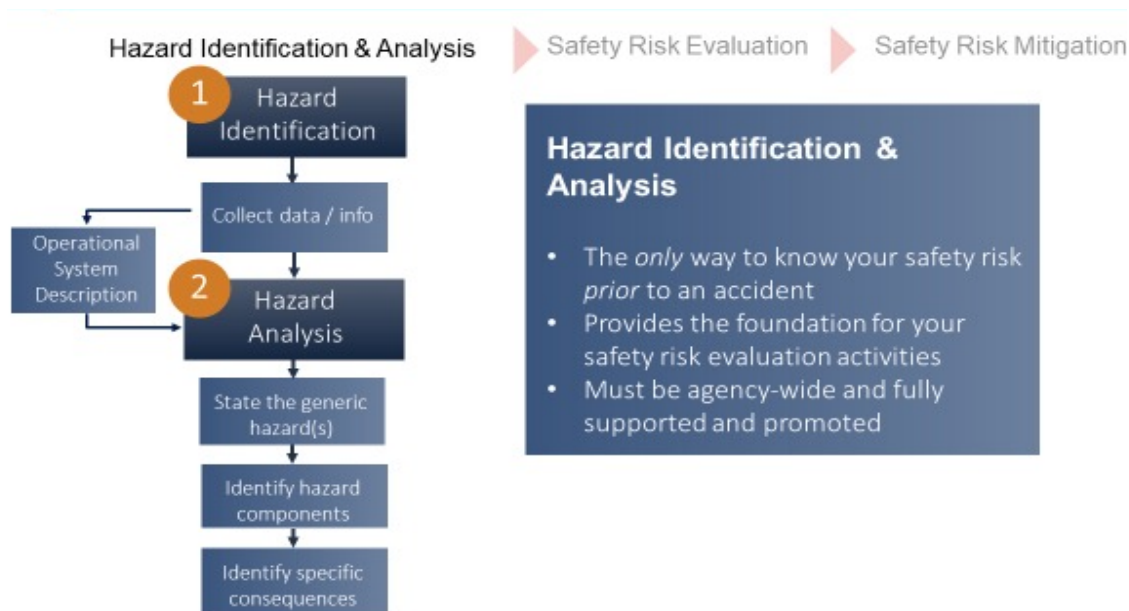 Hazard Identification & Analysis
Safety Risk Evaluation
Safety Risk Mitigation
1
Hazard
Identification
Collect data / info
Operational
System
Description
2
Hazard
Analysis
State the generic
hazard(s)
Identify hazard
components
Identify specific
consequences
Hazard Identification &
Analysis
• The only way to know your safety risk
prior to an accident
• Provides the foundation for your
safety risk evaluation activities
• Must be agency-wide and fully
supported and promoted